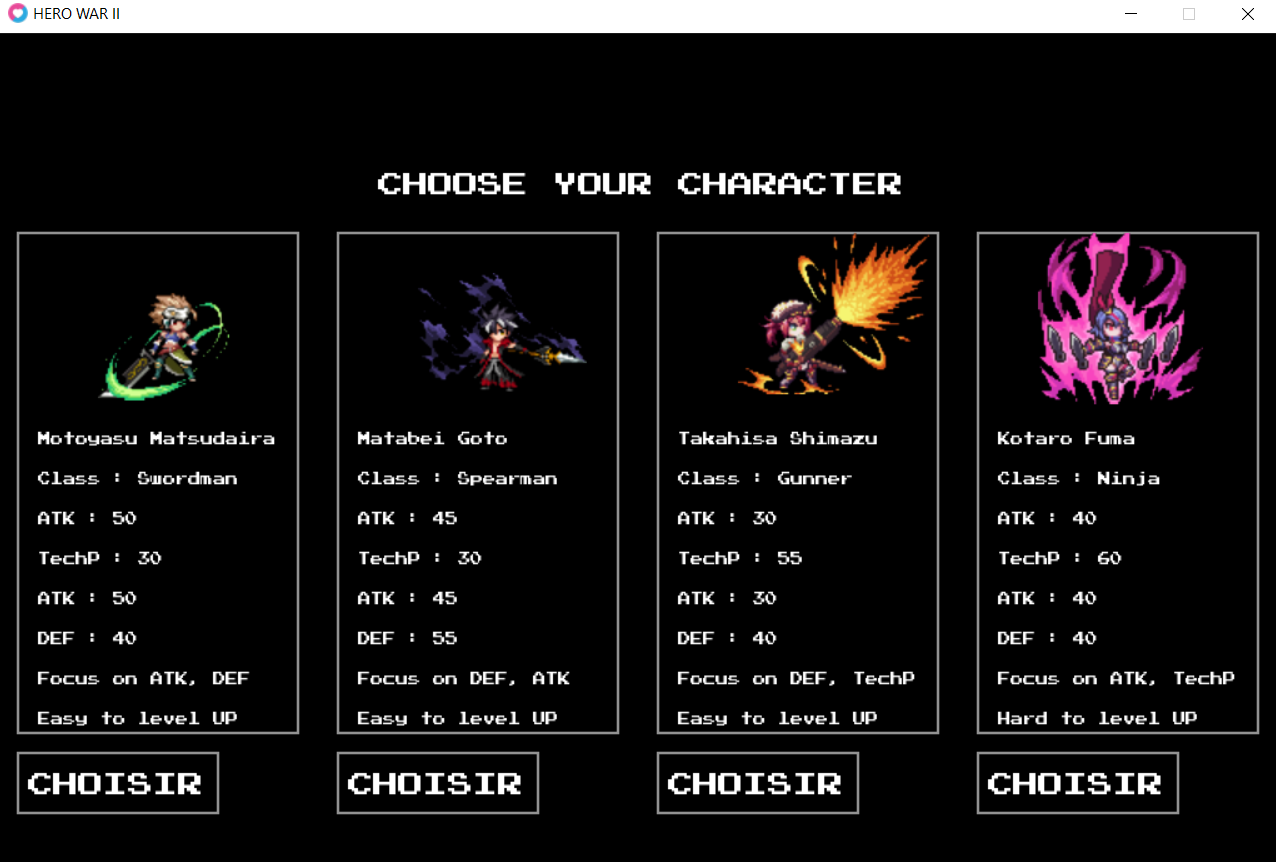 HERO WAR II
CHOOSE YOUR CHARACTER
Motoyasu Matsudaira
Class : Swordman
ATK : 50
TechP : 30
ATK : 50
DEF : 40
Focus on ATK, DEF
Easy to level UP
CHOISIR
Matabei Goto
Class : Spearman
ATK : 45
TechP : 30
ATK : 45
DEF : 55
Focus on DEF, ATK
Easy to level UP
CHOISIR
Takahisa Shimazu
Class : Gunner
ATK : 30
TechP : 55
ATK : 30
DEF : 40
Focus on DEF, TechP
Easy to level UP
CHOISIR
Kotaro Fuma
Class : Ninja
ATK : 40
TechP : 60
ATK : 40
DEF : 40
Focus on ATK, TechP
Hard to level UP
CHOISIR